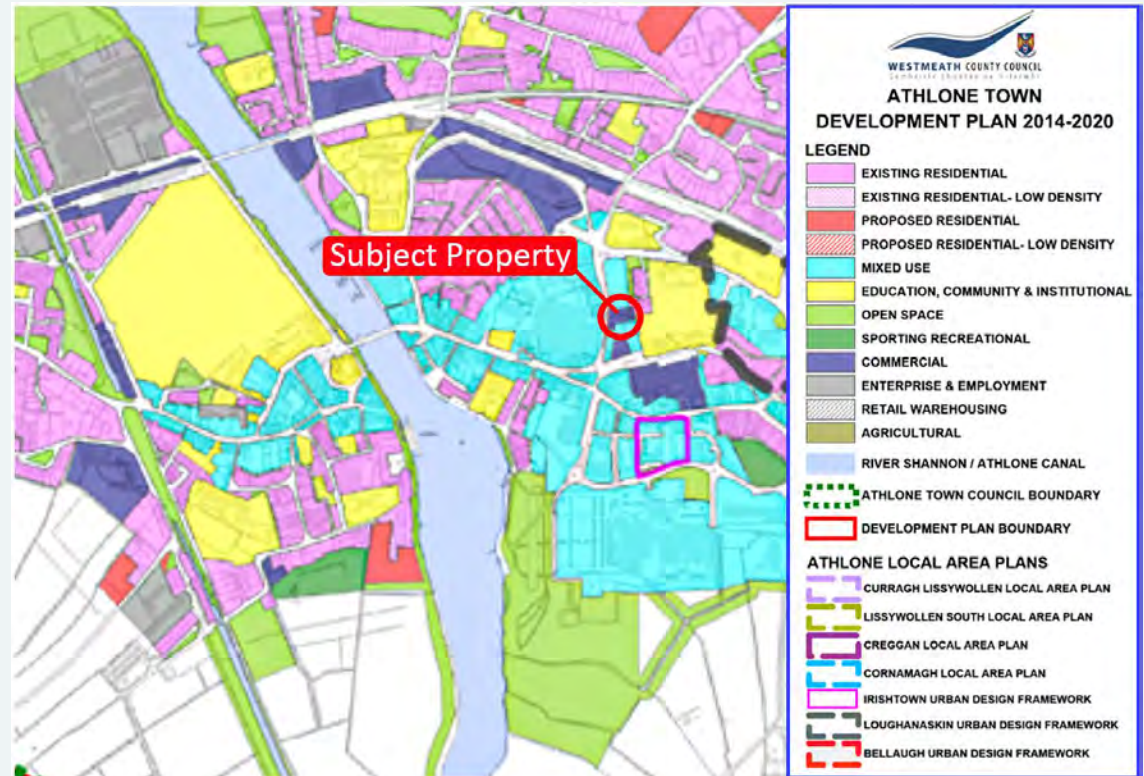 Subject Property
WESTMEATH COUNTY COUNCIL
ATHLONE TOWN
DEVELOPMENT PLAN 2014-2020
LEGEND
EXISTING RESIDENTIAL
EXISTING RESIDENTIAL- LOW DENSITY
PROPOSED RESIDENTIAL
PROPOSED RESIDENTIAL- LOW DENSITY
MIXED USE
EDUCATION, COMMUNITY & INSTITUTIONAL
OPEN SPACE
SPORTING RECREATIONAL
COMMERCIAL
ENTERPRISE & EMPLOYMENT
RETAIL WAREHOUSING
AGRICULTURAL
RIVER SHANNON / ATHLONE CANAL
ATHLONE TOWN COUNCIL BOUNDARY
DEVELOPMENT PLAN BOUNDARY
ATHLONE LOCAL AREA PLANS
CURRAGH LISSYWOLLEN LOCAL AREA PLAN
LISSYWOLLEN SOUTH LOCAL AREA PLAN
CREGGAN LOCAL AREA PLAN
CORNAMAGH LOCAL AREA PLAN
IRISHTOWN URBAN DESIGN FRAMEWORK
LOUGHANASKIN URBAN DESIGN FRAMEWORK
BELLAUGH URBAN DESIGN FRAMEWORK